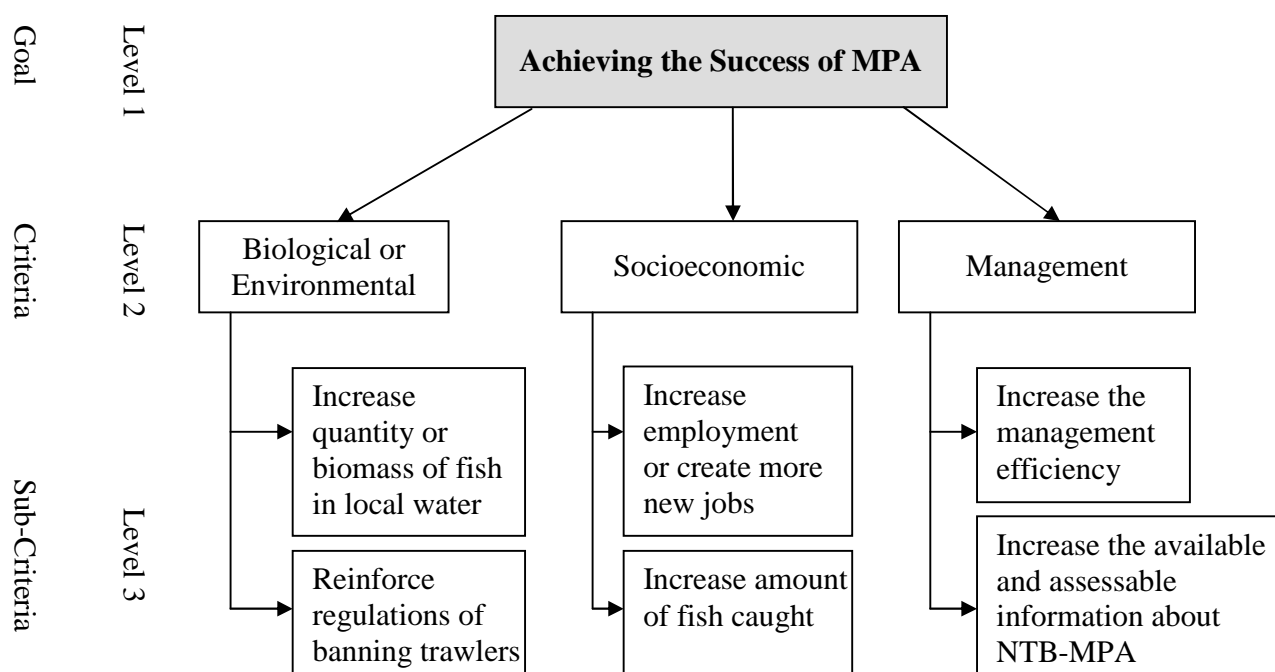 Goal
Level 1
Achieving the Success of MPA
Criteria
Level 2
Biological or
Environmental
Socioeconomic
Management
Sub-Criteria
Level 3
Increase
quantity or
biomass of fish
in local water
Increase
employment
or create more
new jobs
Increase the
management
efficiency
Reinforce
regulations of
banning trawlers
Increase amount
of fish caught
Increase the available
and assessable
information about
NTB-MPA